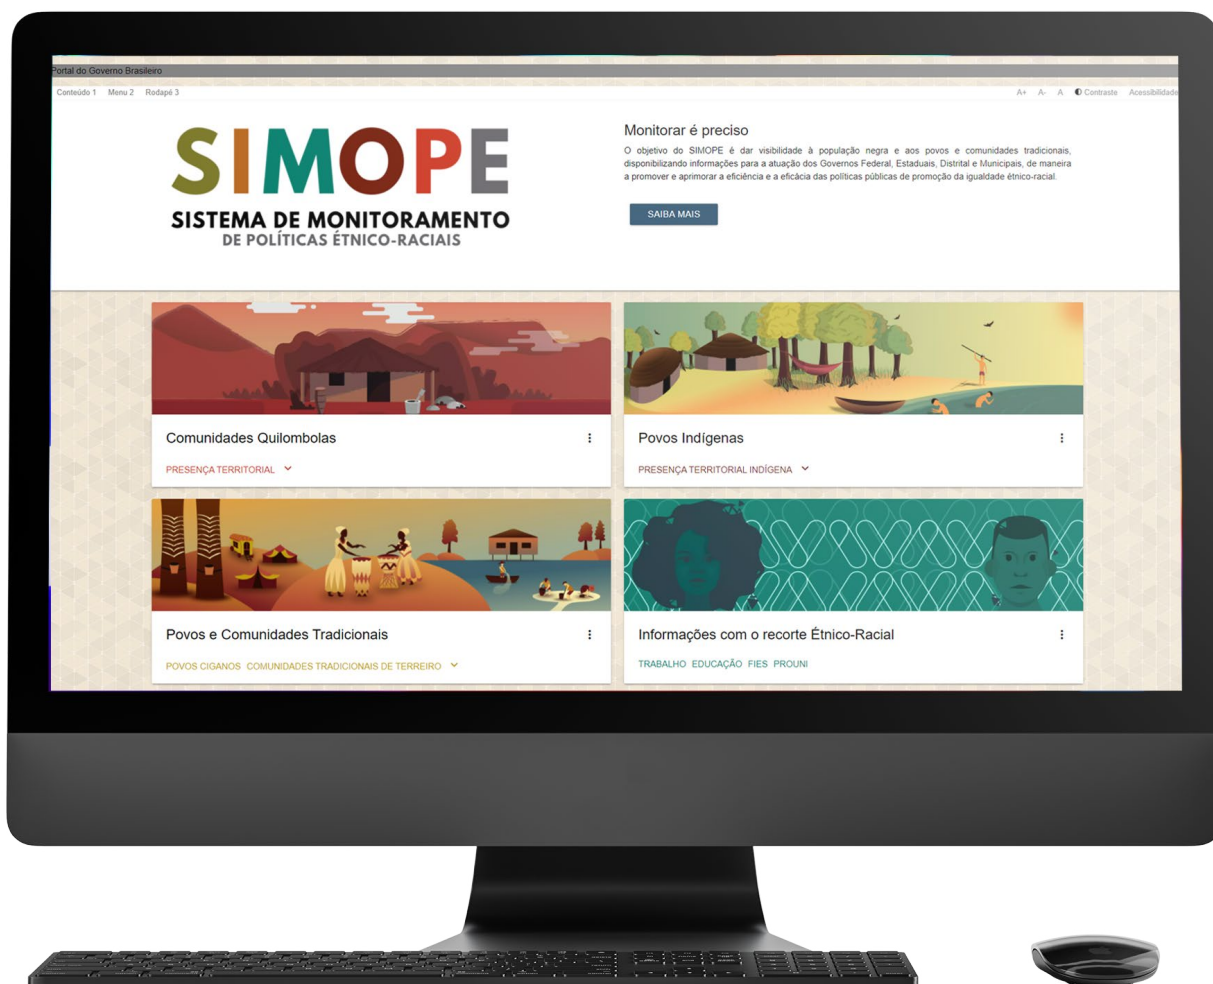 Portal do Governo Brasileiro
Conteúdo 1 Menu 2 Rodapé 3
A+ A- A Contraste Acessibilidade
SIMOPE
SISTEMA DE MONITORAMENTO
DE POLÍTICAS ÉTNICO-RACIAIS
Monitorar é preciso
O objetivo do SIMOPE é dar visibilidade à população negra e aos povos e comunidades tradicionais,
disponibilizando informações para a atuação dos Governos Federal, Estaduais, Distrital e Municipais, de maneira
a promover e aprimorar a eficiência e a eficácia das políticas públicas de promoção da igualdade étnico-racial.
SAIBA MAIS
Comunidades Quilombolas
PRESENÇA TERRITORIAL
Povos Indígenas
PRESENÇA TERRITORIAL INDÍGENA
Povos e Comunidades Tradicionais
POVOS CIGANOS COMUNIDADES TRADICIONAIS DE TERREIRO
Informações com o recorte Étnico-Racial
TRABALHO EDUCAÇÃO FIES PROUNI